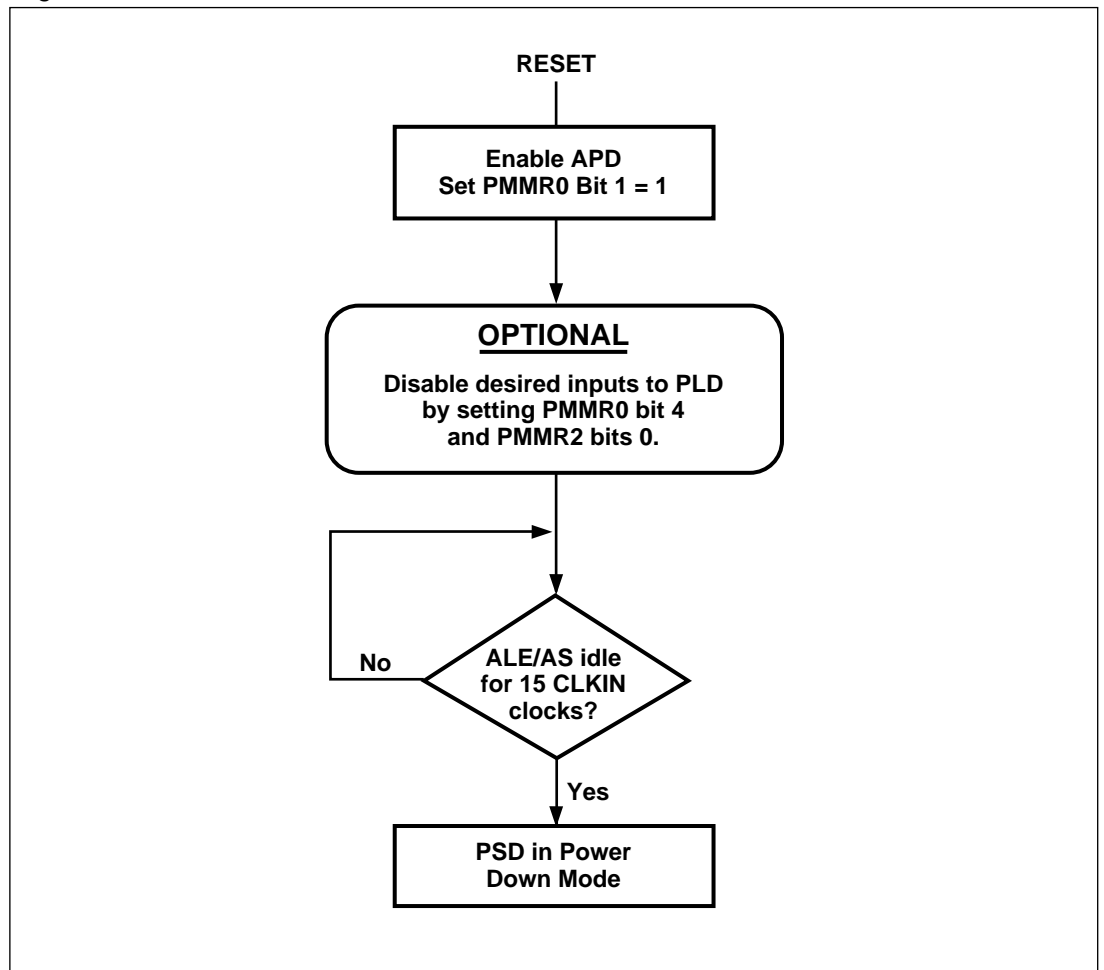 RESET
Enable APD
Set PMMR0 Bit 1 = 1
OPTIONAL
Disable desired inputs to PLD
by setting PMMR0 bit 4
and PMMR2 bits 0.
No
ALE/AS idle
for 15 CLKIN
clocks?
Yes
PSD in Power
Down Mode